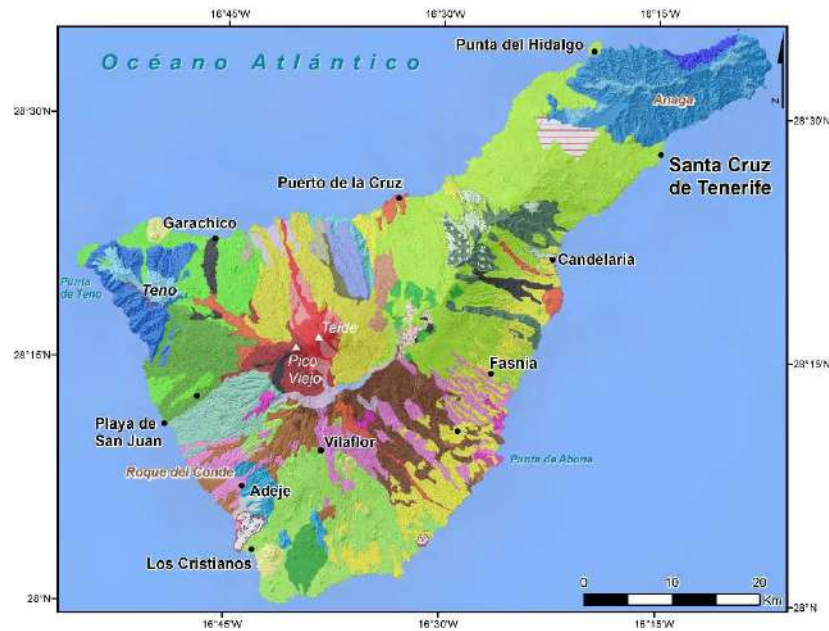 16°45'W
16°30'W
16°15'W
Océano Atlántico
Punta del Hidalgo
28°30'N
28°30'N
Anaga
N
Santa Cruz
de Tenerife
Puerto de la Cruz
Garachico
Candelaria
Punta
de Teno
Teno
Teide
28°15'N
28°15'N
Pico
Viejo
Fasnia
Playa de
San Juan
Vilaflor
Roque del Conde
Punta de Abona
Adeje
Los Cristianos
0
10
20
Km
28°N
28°N
16°45'W
16°30'W
16°15'W